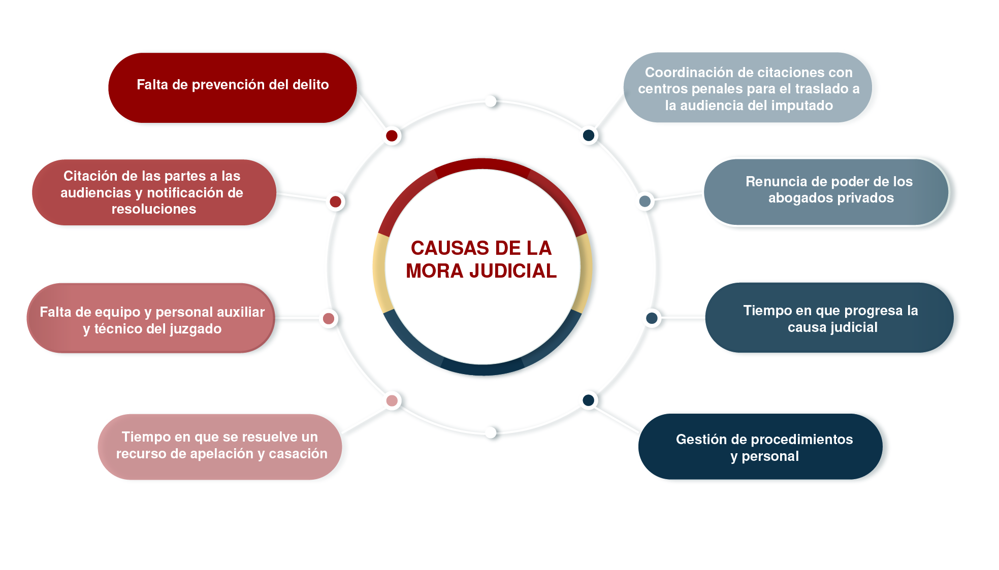 Falta de prevención del delito
Citación de las partes a las
audiencias y notificación de
resoluciones
Falta de equipo y personal auxiliar
y técnico del juzgado
Tiempo en que se resuelve un
recurso de apelación y casación
CAUSAS DE LA
MORA JUDICIAL
Coordinación de citaciones con
centros penales para el traslado a
la audiencia del imputado
Renuncia de poder de los
abogados privados
Tiempo en que progresa la
causa judicial
Gestión de procedimientos
y personal